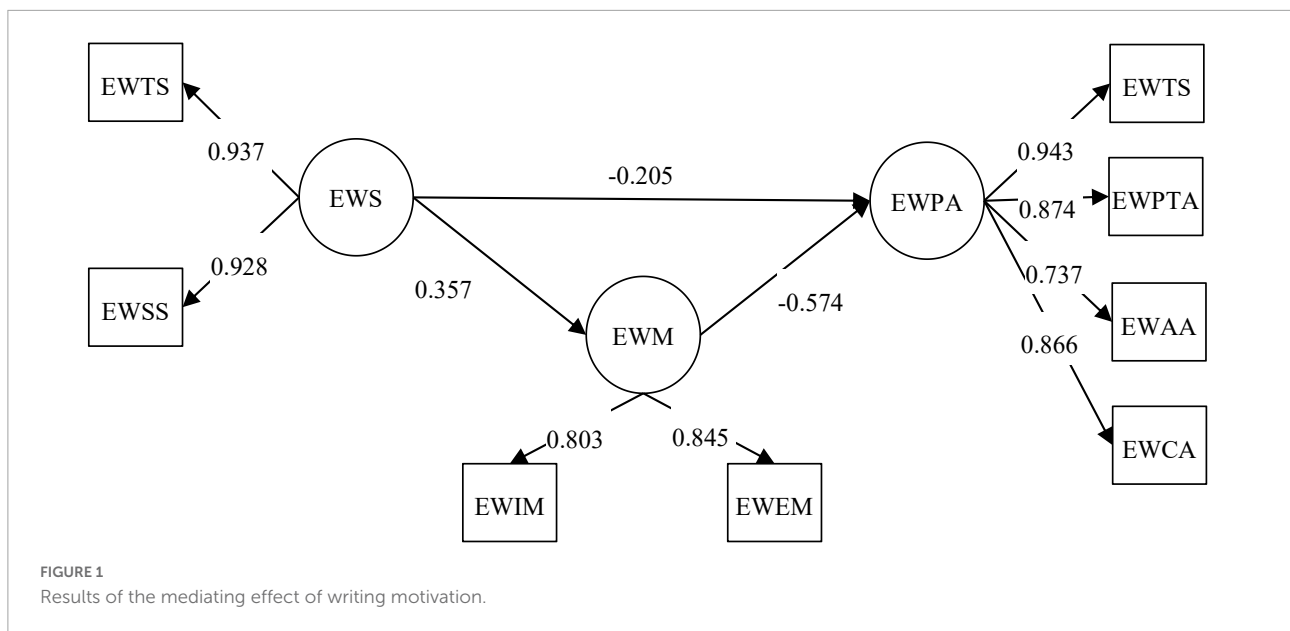 EWTS
EWTS
0.937
0.943
-0.205
EWPTA
EWS
EWPA
0.874
0.928
0.737
0.357
-0.574
EWSS
EWAA
EWM
0.866
0.803
0.845
EWCA
EWIM
EWEM
FIGURE 1
Results of the mediating effect of writing motivation.